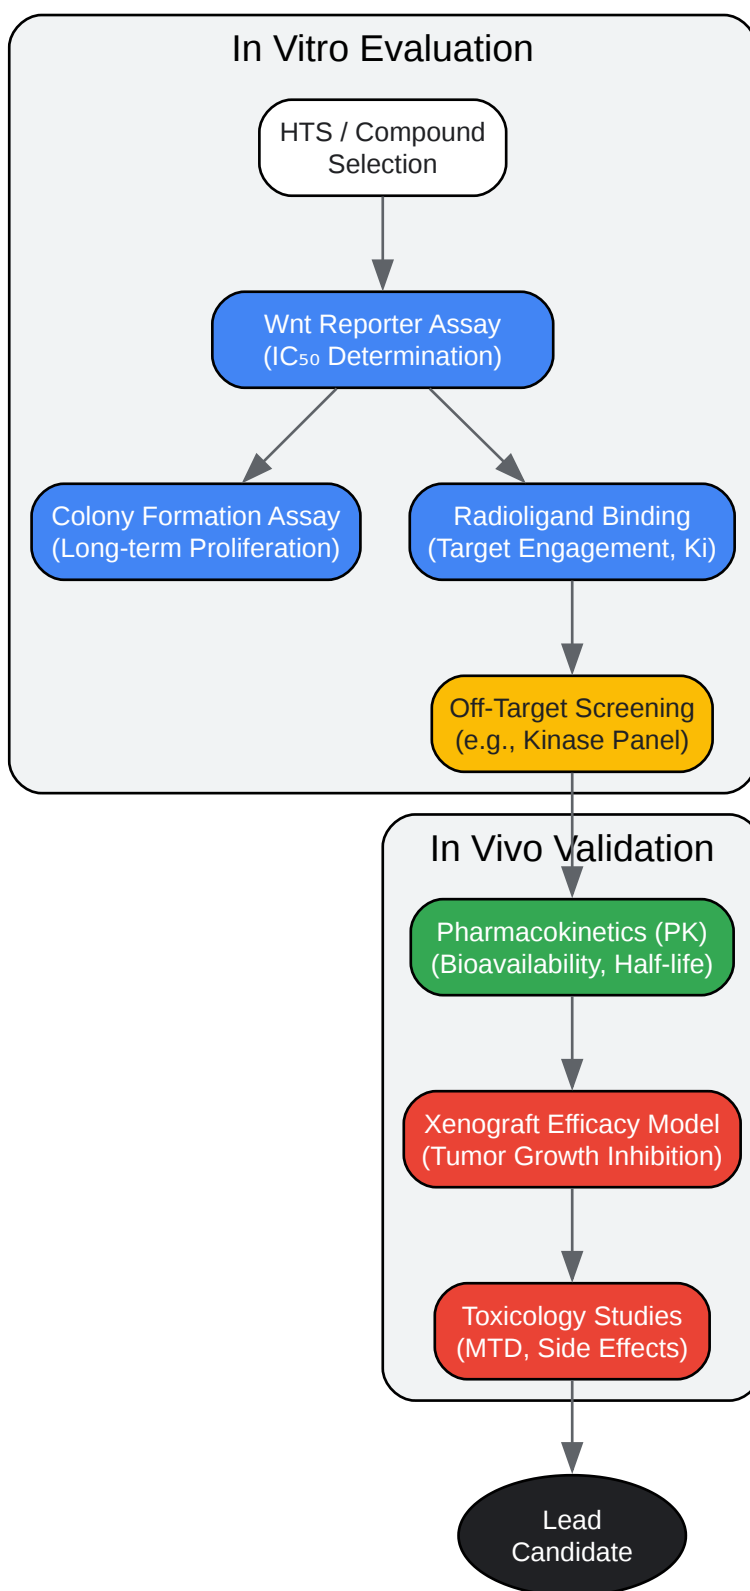 In Vitro Evaluation
HTS / Compound
Selection
Wnt Reporter Assay
(IC₅₀ Determination)
Colony Formation Assay
(Long-term Proliferation)
Radioligand Binding
(Target Engagement, Ki)
Off-Target Screening
(e.g., Kinase Panel)
In Vivo Validation
Pharmacokinetics (PK)
(Bioavailability, Half-life)
Xenograft Efficacy Model
(Tumor Growth Inhibition)
Toxicology Studies
(MTD, Side Effects)
Lead
Candidate